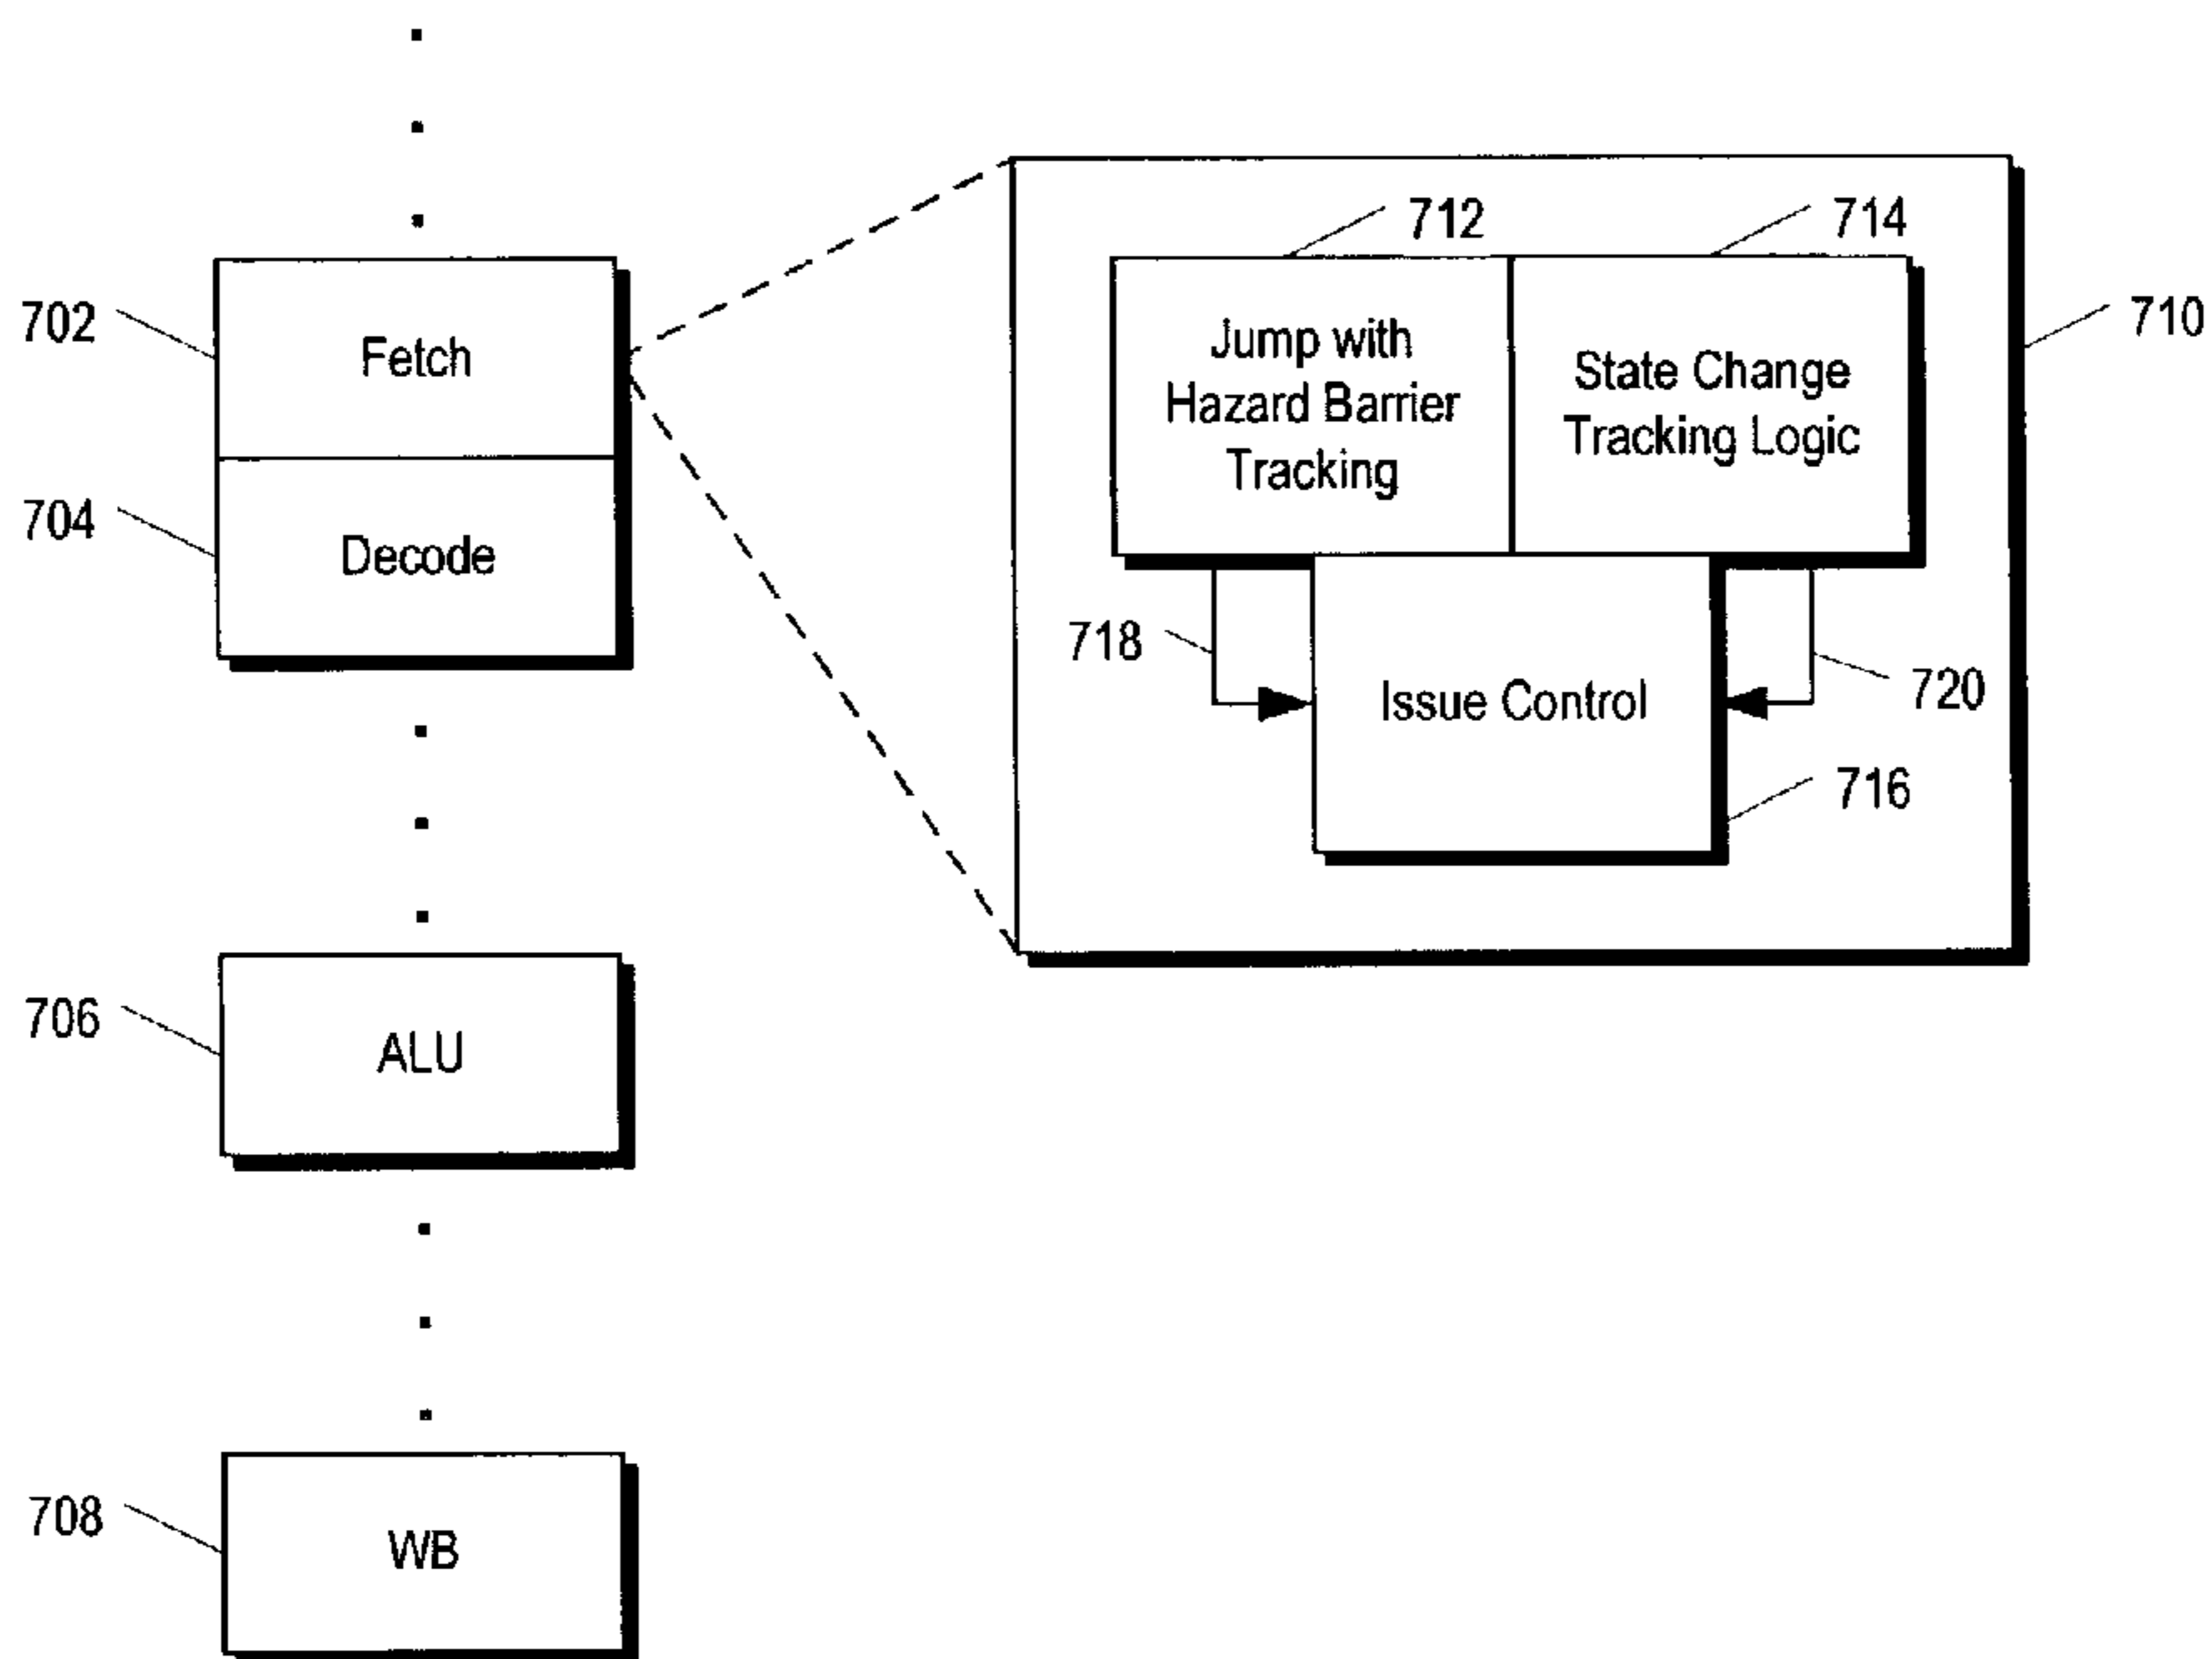 712
714
710
702
Fetch
Jump with
Hazard Barrier
Tracking
State Change
Tracking Logic
704
Decode
718
Issue Control
720
716
706
ALU
708
WB